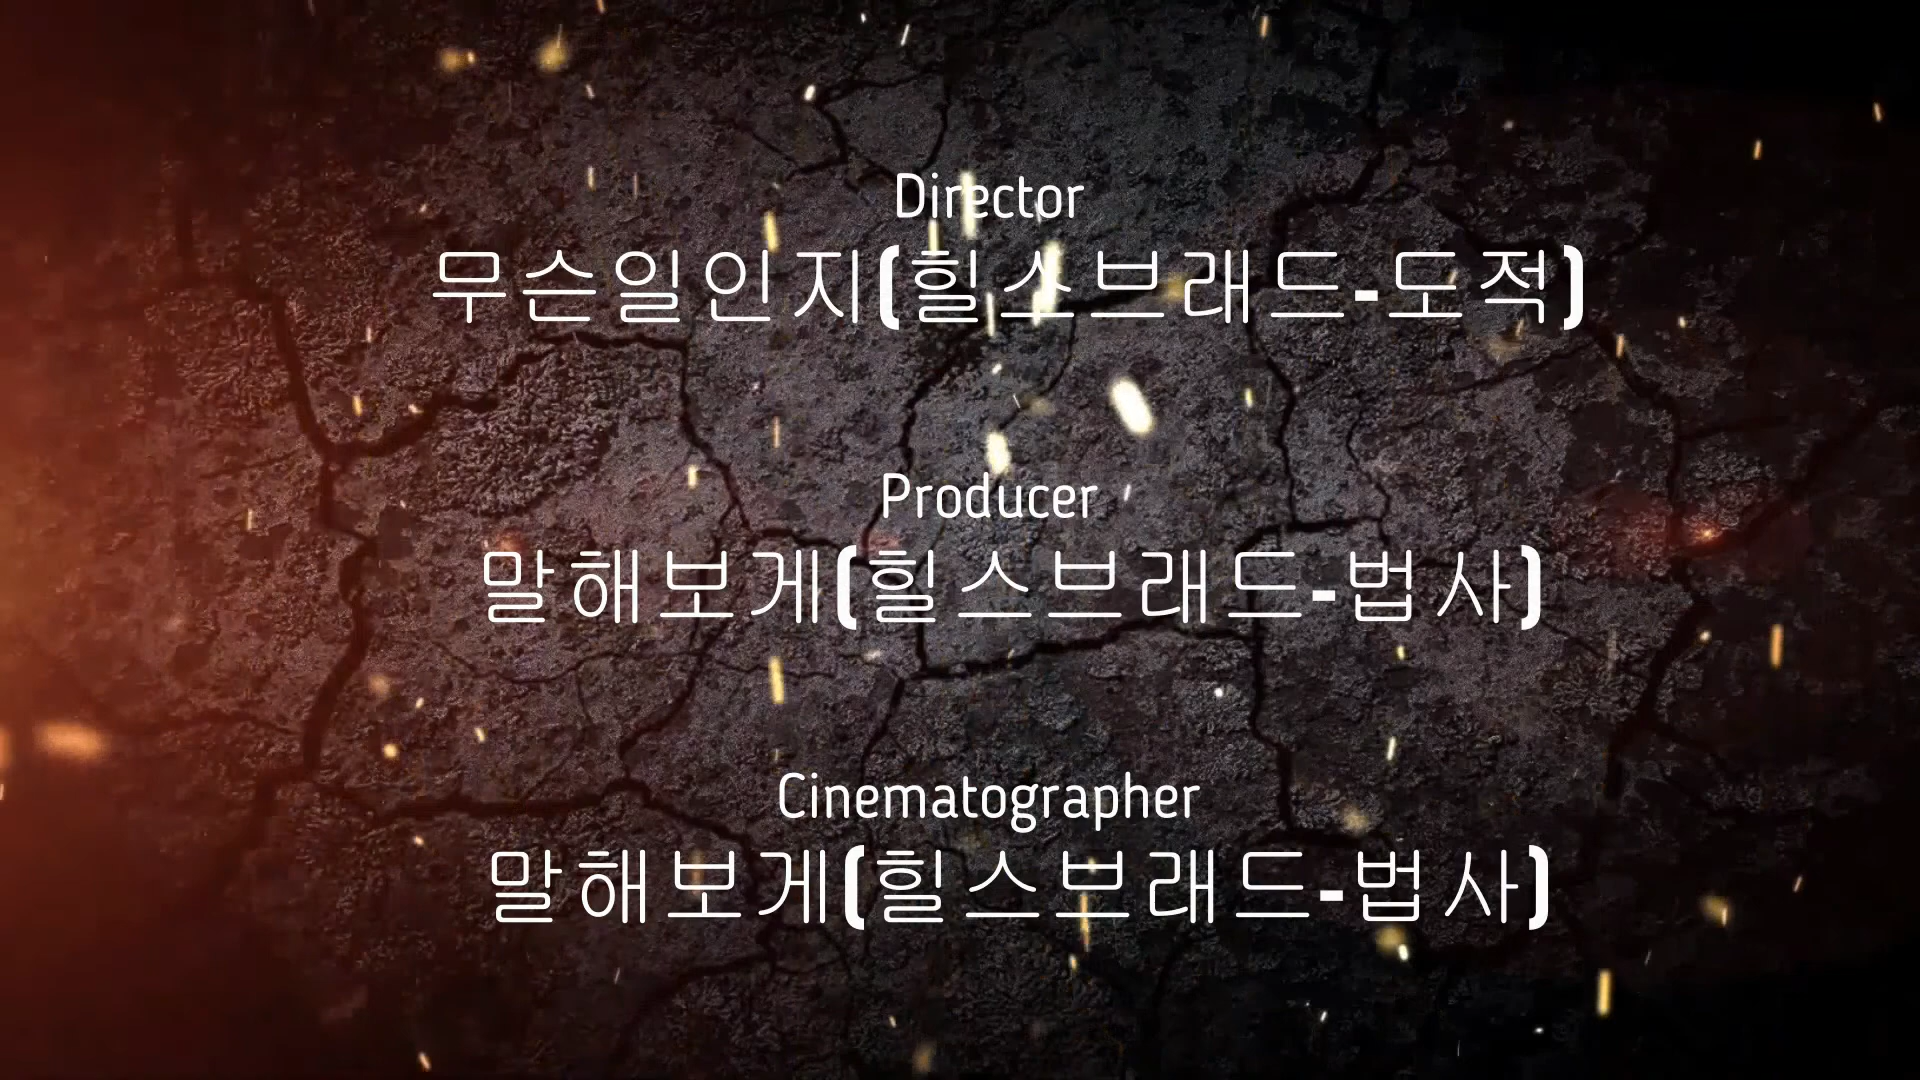 Director
무슨일인지(힐스브래드-도적)
Producer
말해보게(힐스브래드-법사)
Cinematographer
말해보게(힐스브래드-법사)